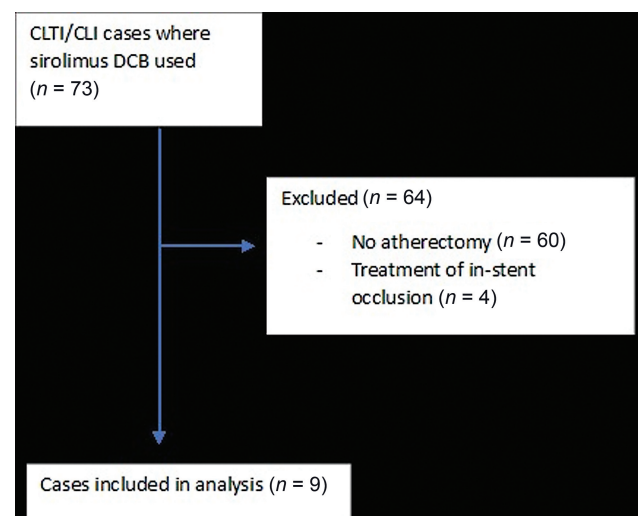 CLTI/CLI cases where
sirolimus DCB used
(n = 73)
Excluded (n = 64)
- No atherectomy (n = 60)
- Treatment of in-stent
occlusion (n = 4)
Cases included in analysis (n = 9)